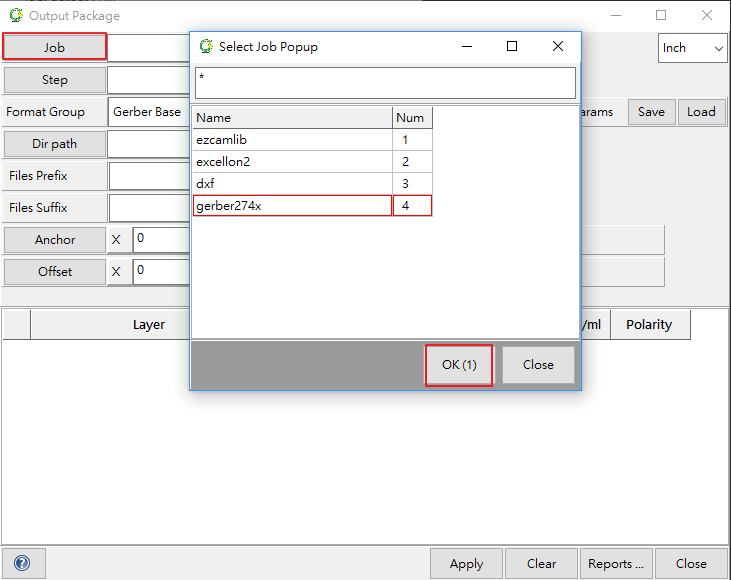 Output Package
Job
Inch
Step
Format Group
Gerber Base
arams
Save
Load
Dir path
Files Prefix
Files Suffix
Anchor
X
0
Offset
X
0
Layer
/ml
Polarity
Select Job Popup
*
Name Num
ezcamlib 1
excellon2 2
dxf 3
gerber274x 4
OK (1)
Close
?
Apply
Clear
Reports ...
Close